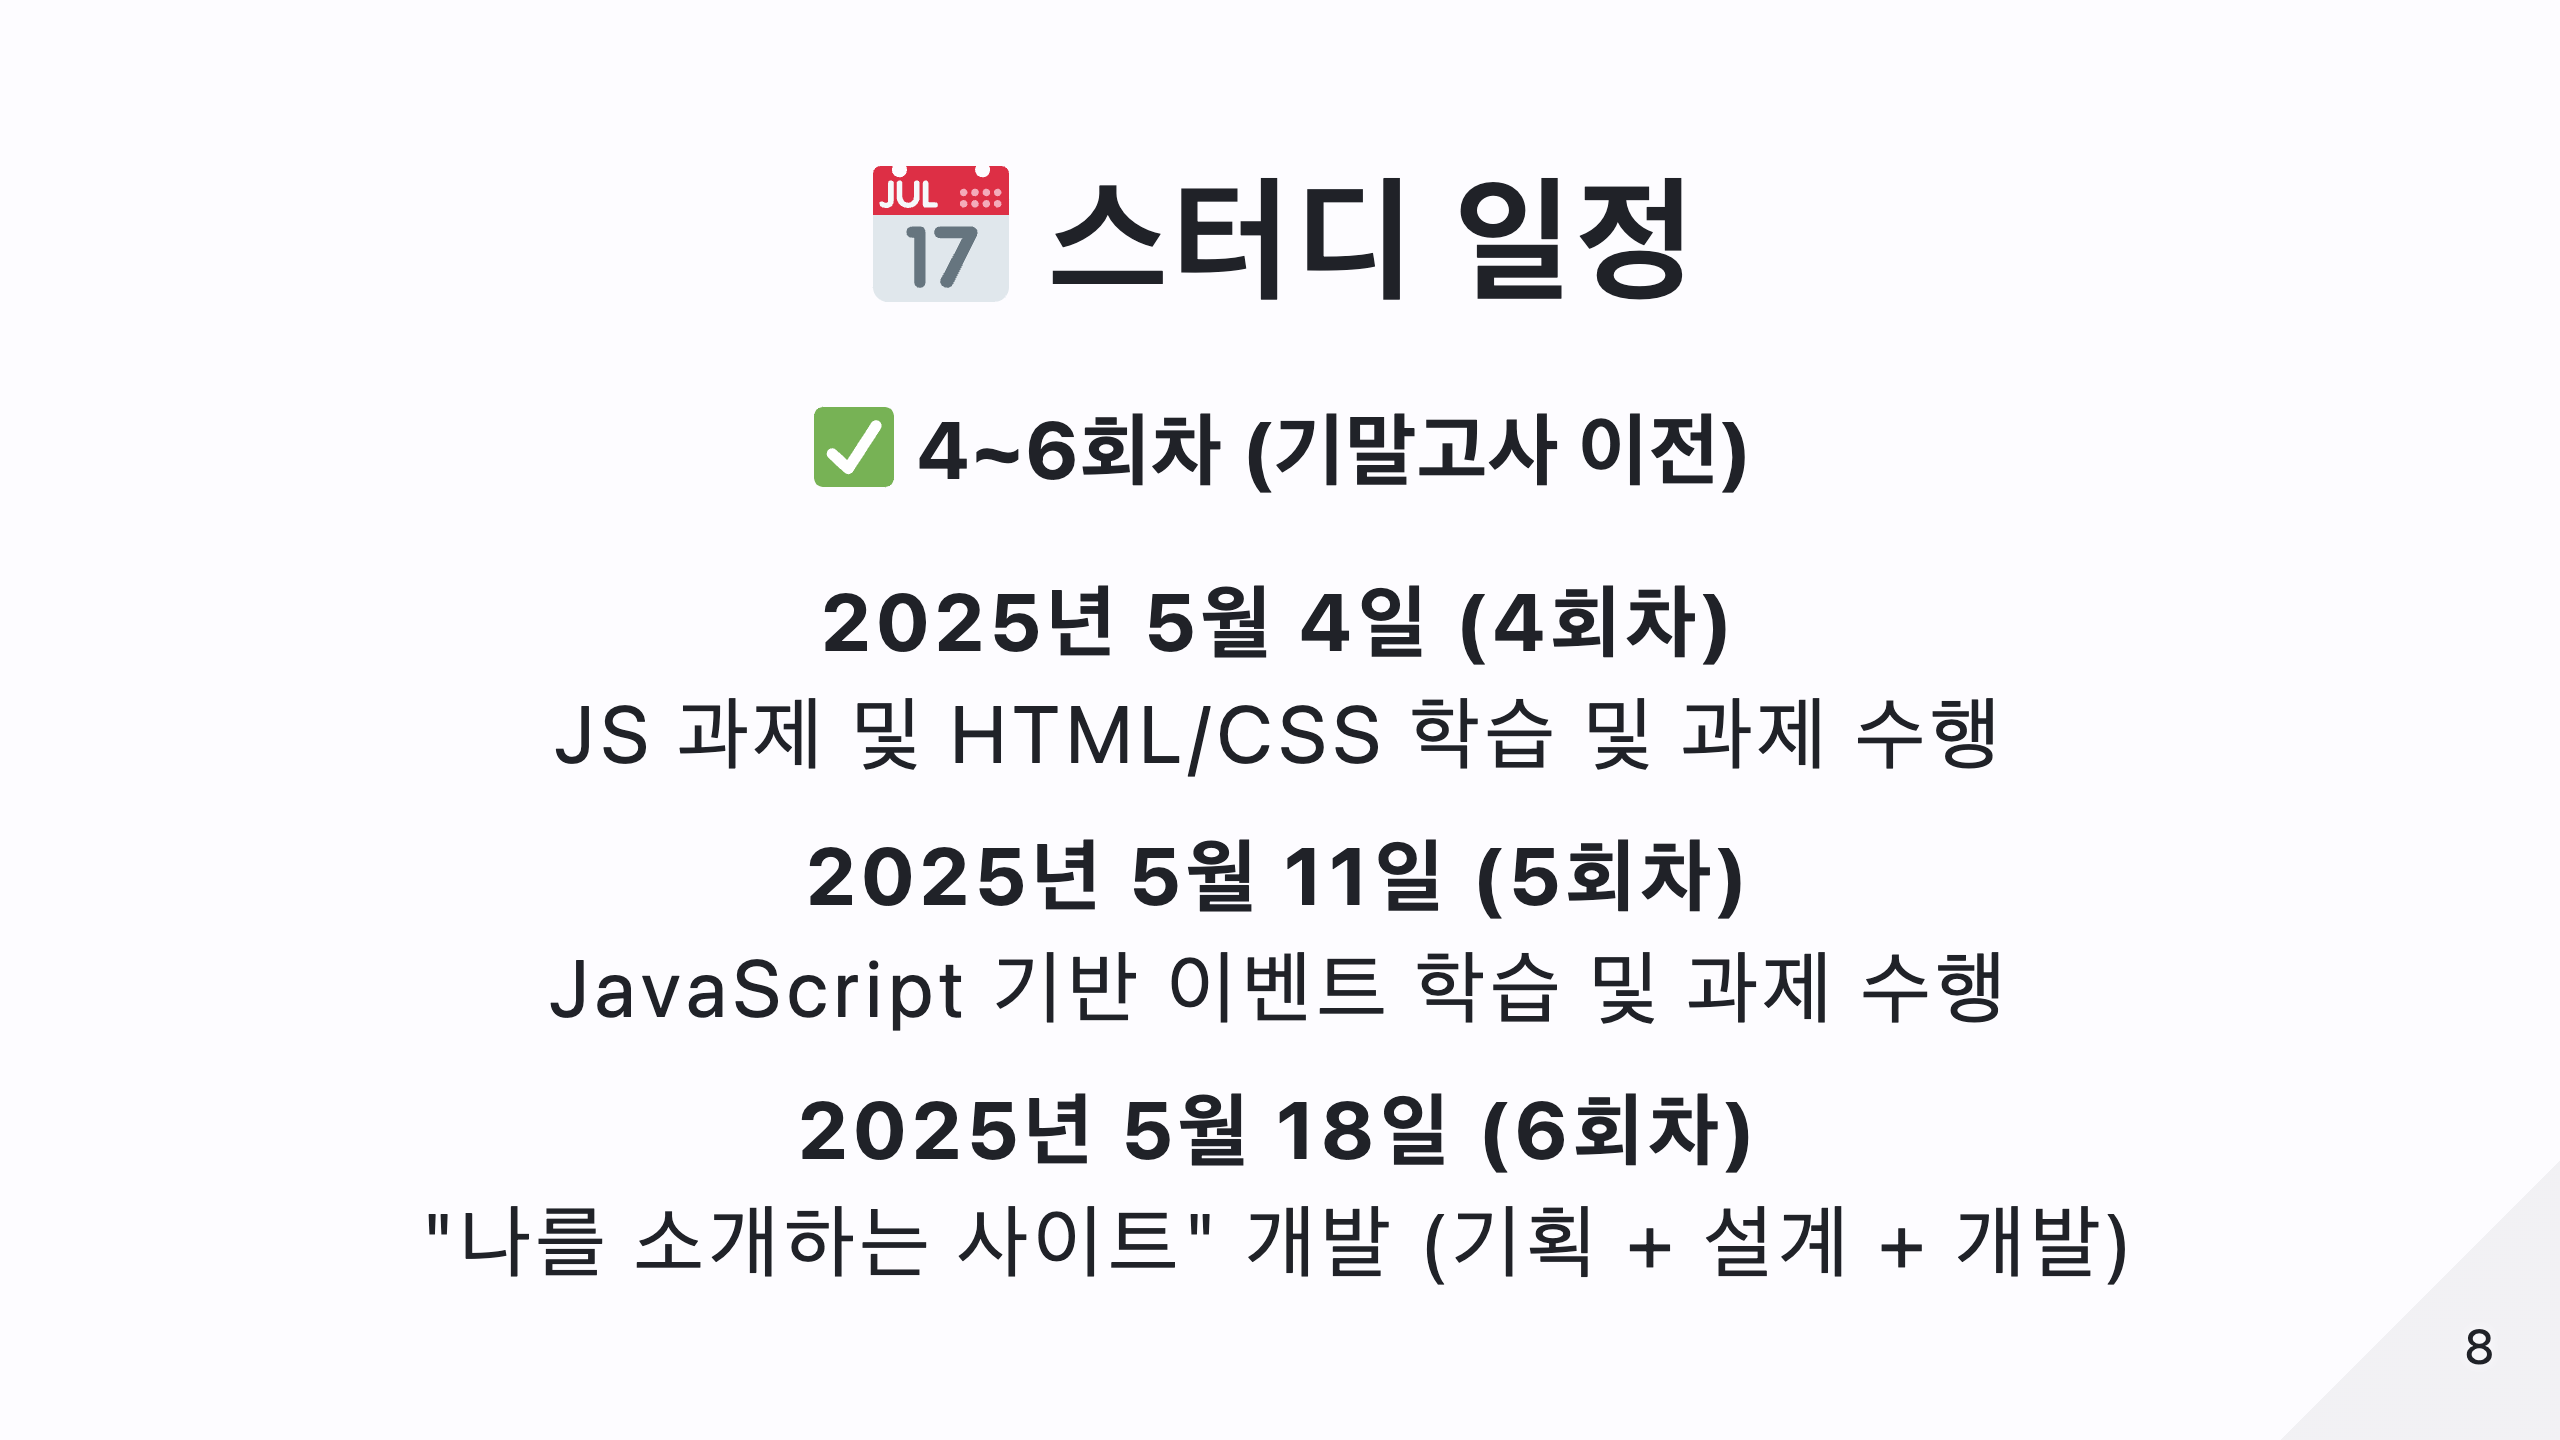 📅 스터디 일정
✅ 4~6회차 (기말고사 이전)
2025년 5월 4일 (4회차)
JS 과제 및 HTML/CSS 학습 및 과제 수행
2025년 5월 11일 (5회차)
JavaScript 기반 이벤트 학습 및 과제 수행
2025년 5월 18일 (6회차)
"나를 소개하는 사이트" 개발 (기획 + 설계 + 개발)
8